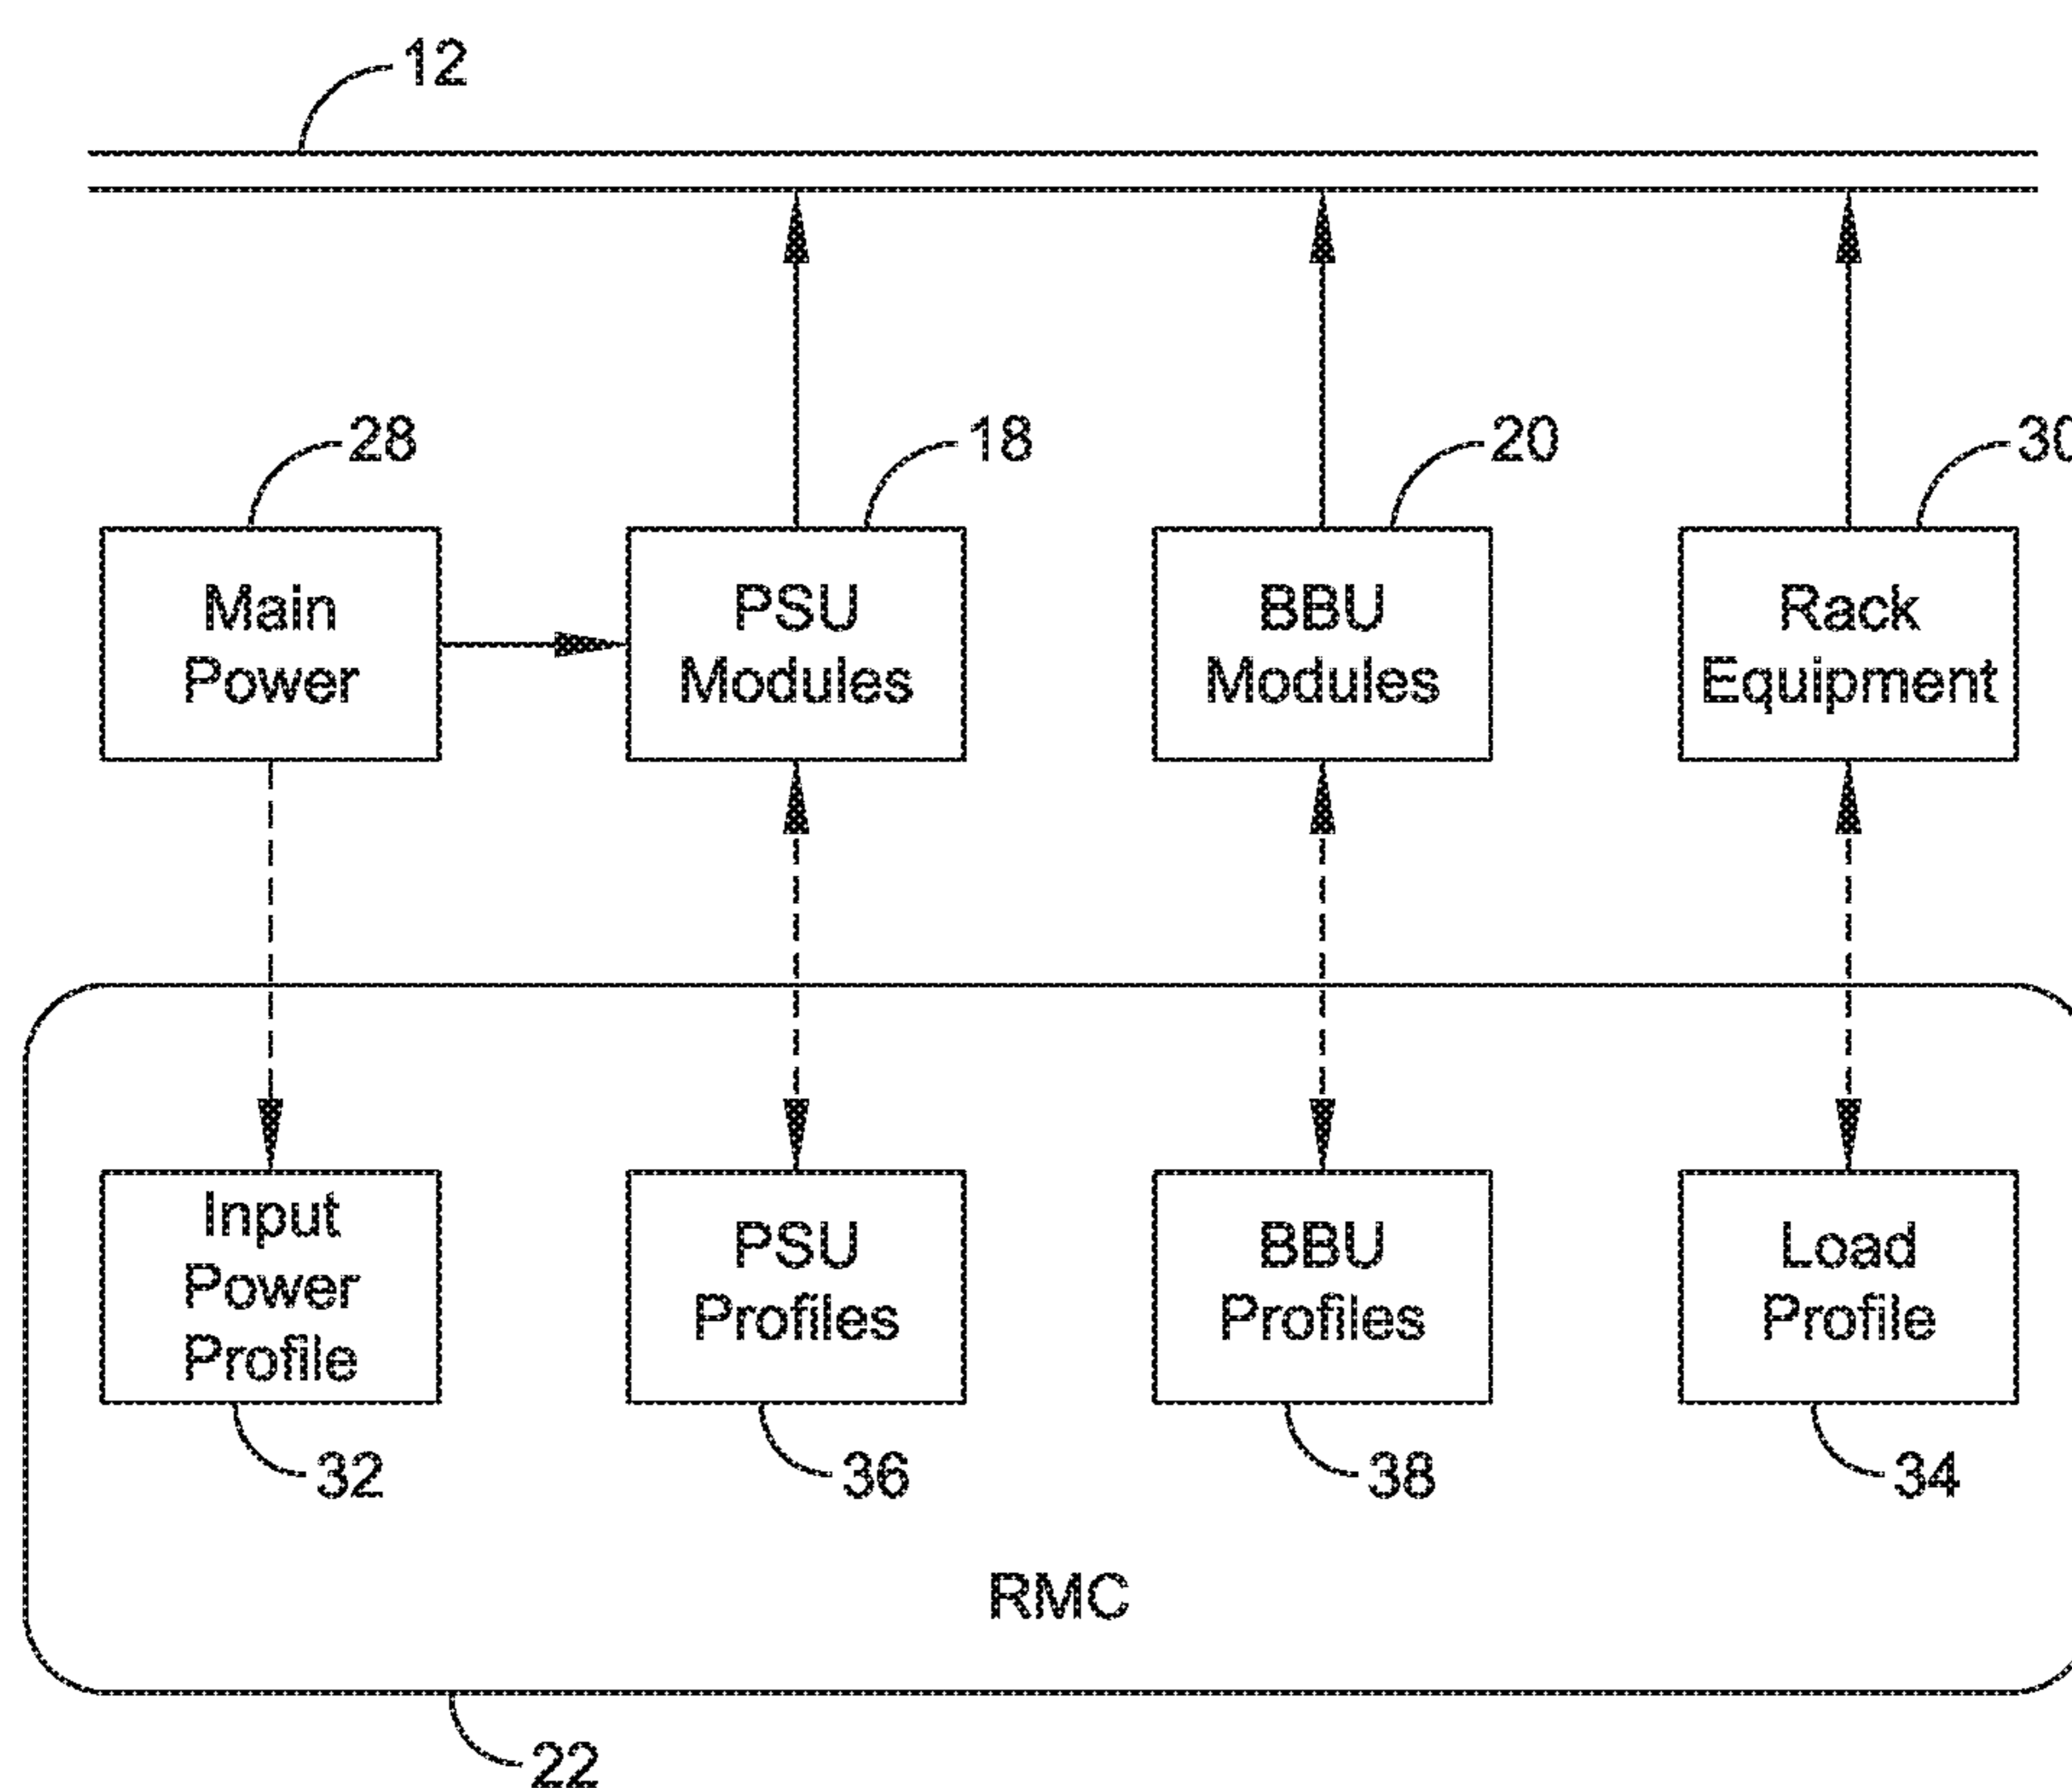 12
28
18
20
30
Main
Power
PSU
Modules
BBU
Modules
Rack
Equipment
Input
Power
Profile
PSU
Profiles
BBU
Profiles
Load
Profile
32
36
38
34
RMC
22